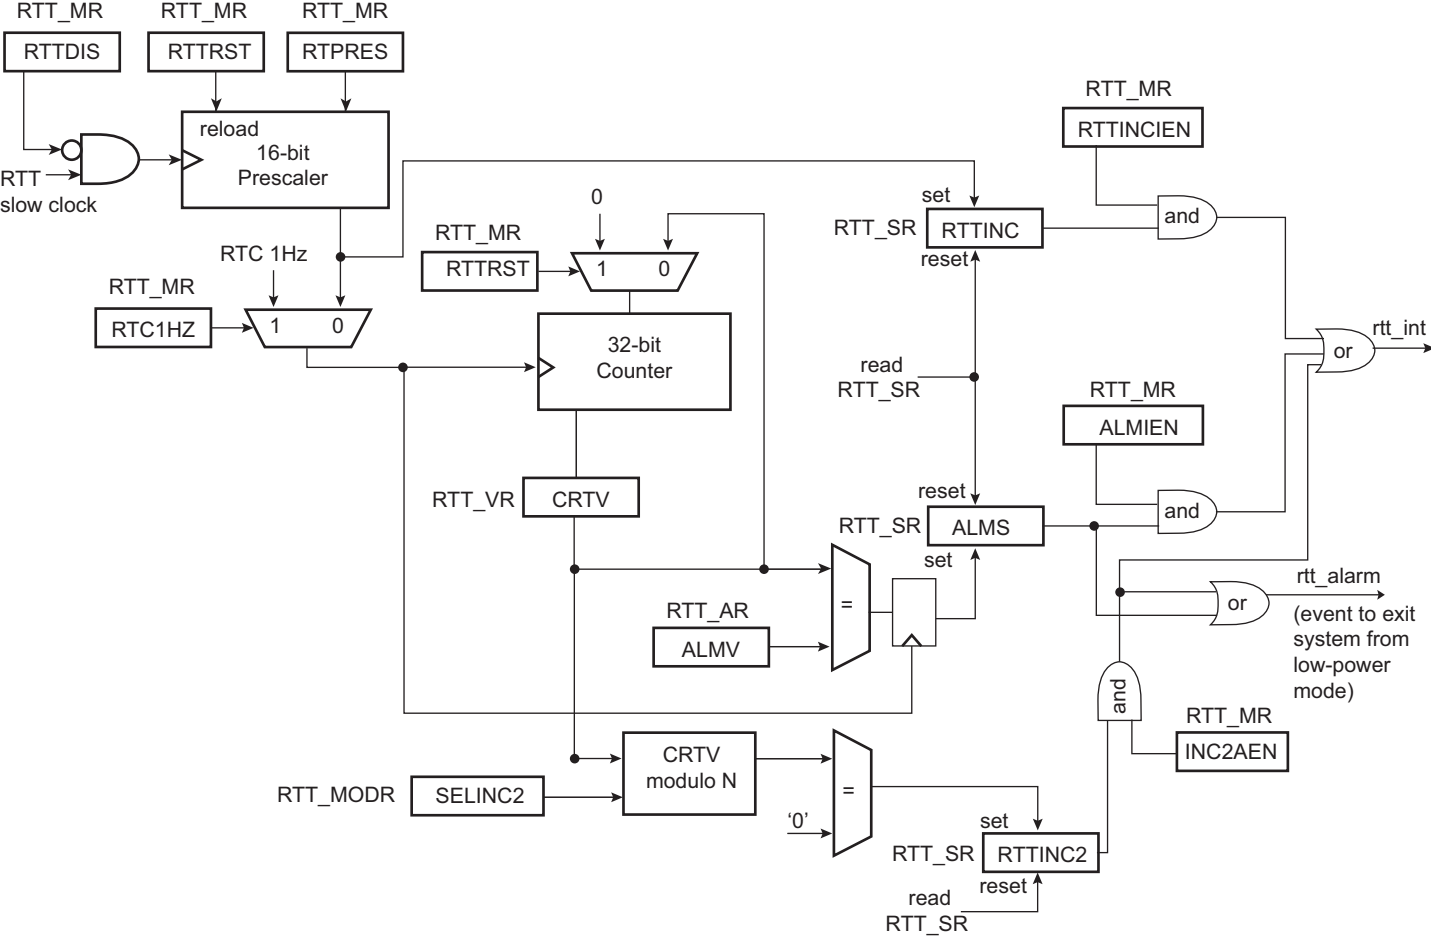 RTT_MR
RTT_MR
RTT_MR
RTTDIS
RTTRST
RTPRES
reload
16-bit
Prescaler
RTT
slow clock
RTC 1Hz
RTT_MR
RTC1HZ
1
0
0
RTT_MR
RTTRST
1
0
32-bit
Counter
RTT_VR
CRTV
RTT_AR
ALMV
=
CRTV
modulo N
RTT_MODR
SELINC2
‘0’
=
set
RTT_SR
RTTINC
reset
read
RTT_SR
reset
RTT_SR
ALMS
set
RTT_MR
RTTINCIEN
and
RTT_MR
ALMIEN
and
or
rtt_int
or
rtt_alarm
(event to exit
system from
low-power
mode)
and
RTT_MR
INC2AEN
set
RTT_SR
RTTINC2
reset
read
RTT_SR